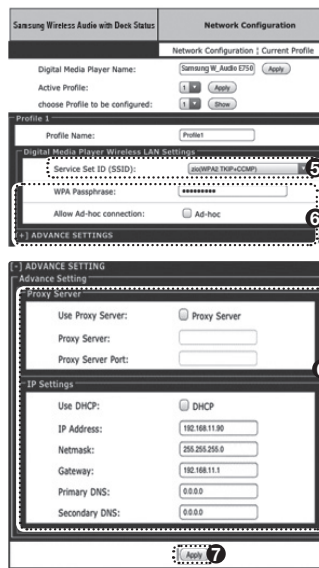 Samsung Wireless Audio with Dock Status
Network Configuration
Network Configuration ¦ Current Profile
Digital Media Player Name: Samsung W_Audio E750 Apply
Active Profile: 1 Apply
choose Profile to be configured: 1 Show
Profile 1
Profile Name: Profile1
Digital Media Player Wireless LAN Settings
Service Set ID (SSID): zio(WPA2:TKIP+CCMP) 5
WPA Passphrase: •••••••••
Allow Ad-hoc connection: Ad-hoc 6
[+] ADVANCE SETTINGS
[-] ADVANCE SETTING
Advance Setting
Proxy Server
Use Proxy Server: Proxy Server
Proxy Server:
Proxy Server Port:
IP Settings
Use DHCP: DHCP
IP Address: 192.168.11.90
Netmask: 255.255.255.0
Gateway: 192.168.11.1
Primary DNS: 0.0.0.0
Secondary DNS: 0.0.0.0
Apply 7